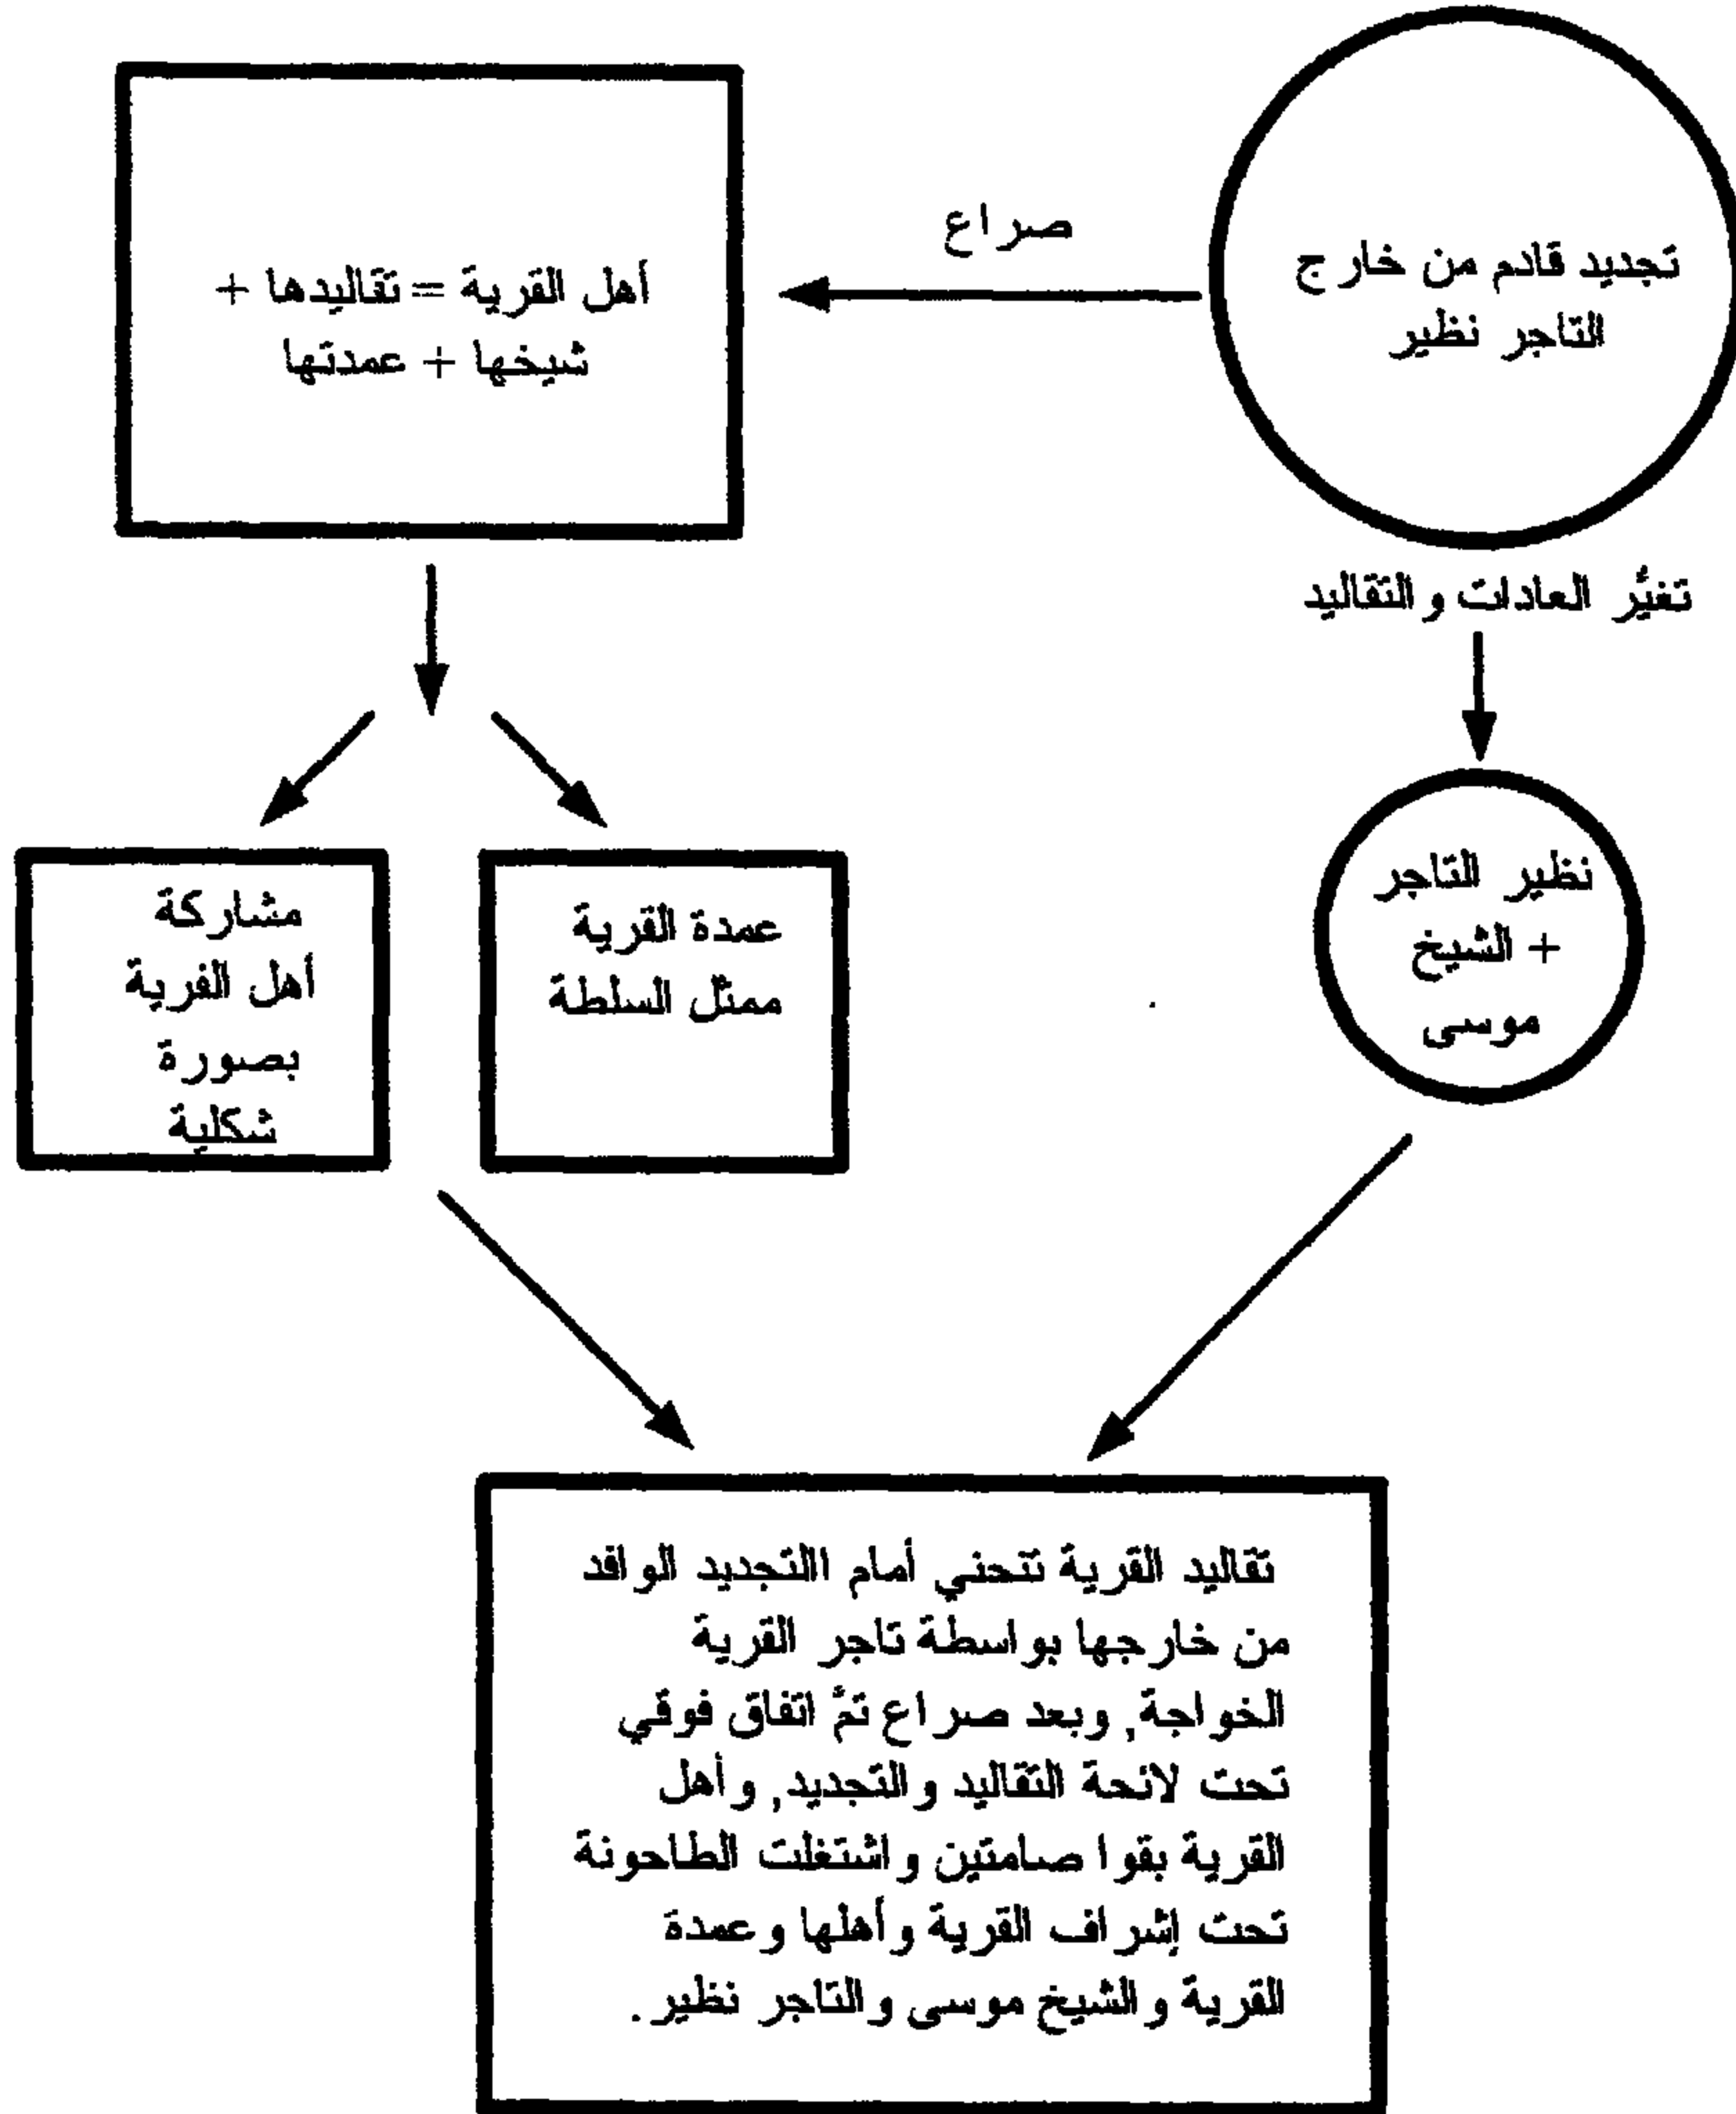 تجديد قادم من خارج
التاجر نظير
صراع
أهل القرية = تقاليدها +
شيخها + عمدتها
تغيُّر العادات والتقاليد
نظير التاجر
+ الشيخ
موسى
عمدة القرية
ممثل السلطة
مشاركة
أهل القرية
بصورة
شكلية
تقاليد القرية تنحني أمام االتجديد الوافد
من خارجها بواسطة تاجر القرية
الخواجة, وبعد صراع تمَّ اتفاق فوقي
تحت لائحة التقاليد والتجديد, وأهل
القرية بقوا صامتين واشتغلت الطاحونة
تحت إشراف القرية وأهلها وعمدة
القرية والشيخ موسى والتاجر نظير.